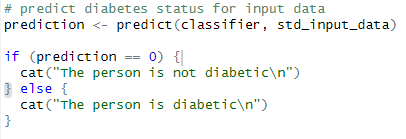 # predict diabetes status for input data
prediction <- predict(classifier, std_input_data)
if (prediction == 0) {
  cat("The person is not diabetic\n")
} else {
  cat("The person is diabetic\n")
}